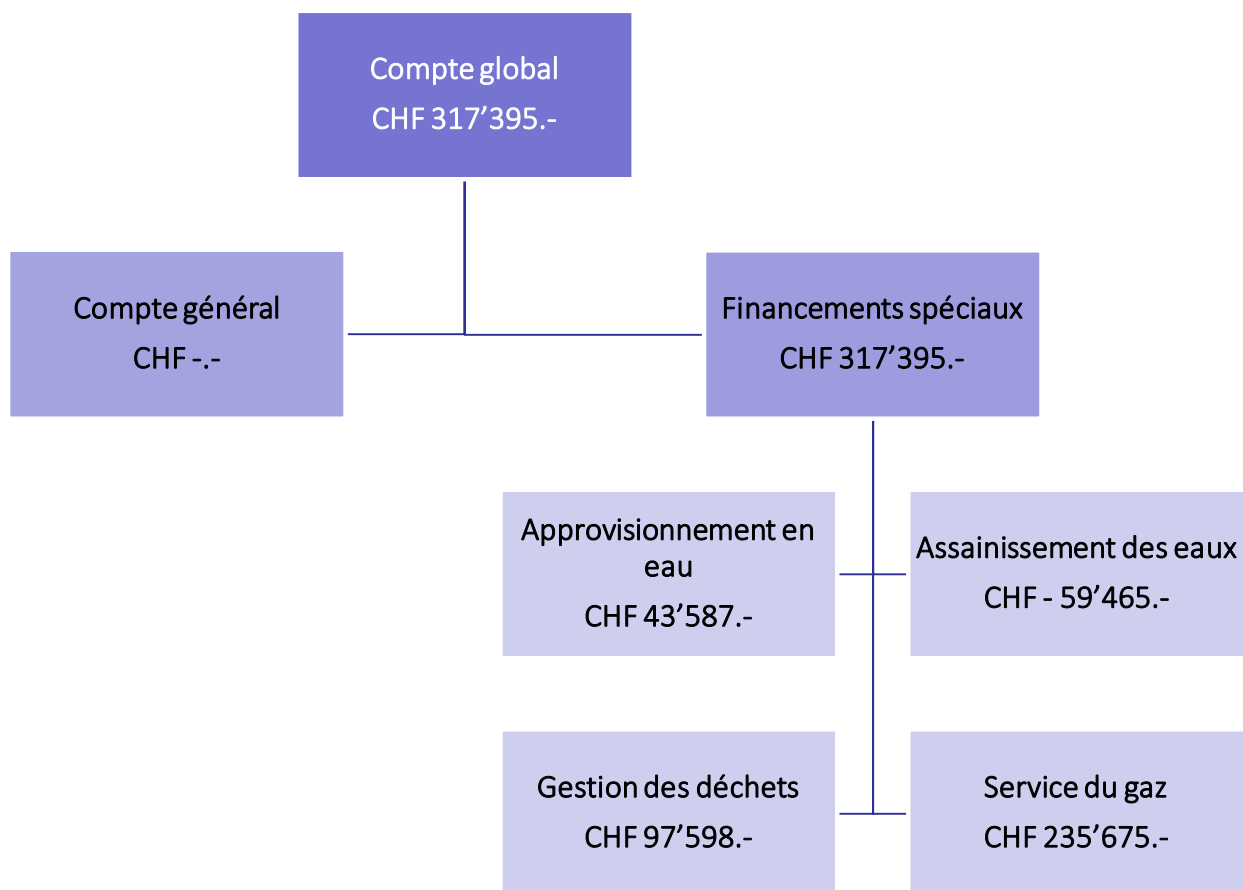 Compte global
CHF 317’395.-
Compte général
CHF -.-
Financements spéciaux
CHF 317’395.-
Approvisionnement en
eau
CHF 43’587.-
Assainissement des eaux
CHF - 59’465.-
Gestion des déchets
CHF 97’598.-
Service du gaz
CHF 235’675.-